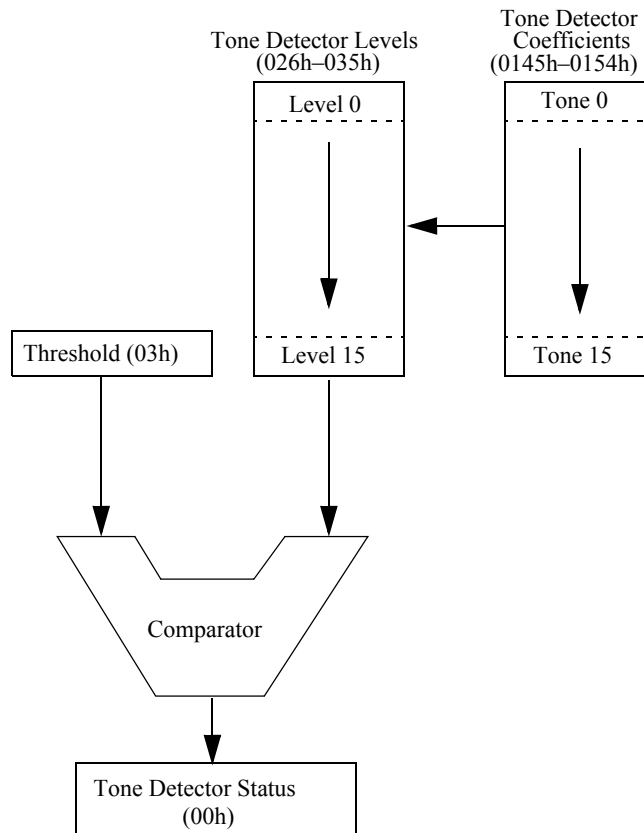 Tone Detector Levels
(026h–035h)
Tone Detector
Coefficients
(0145h–0154h)
Level 0
Tone 0
Threshold (03h)
Level 15
Tone 15
Comparator
Tone Detector Status
(00h)